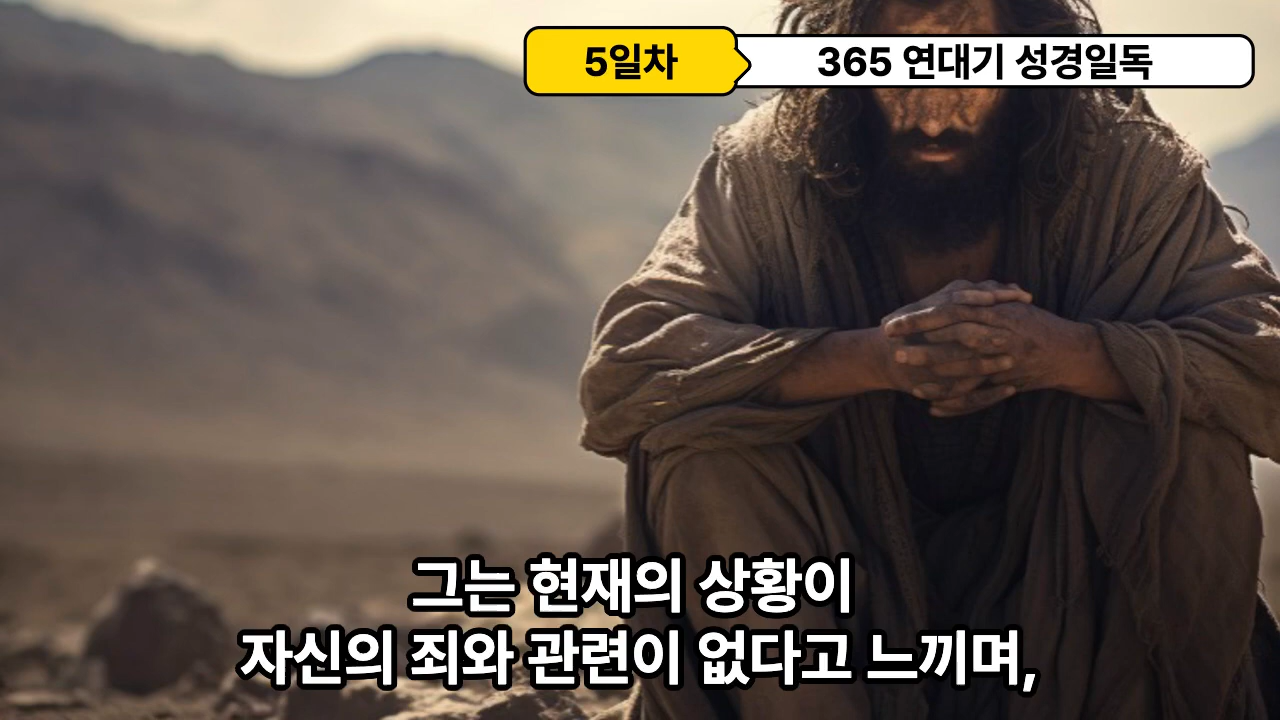 5일차
365 연대기 성경일독
그는 현재의 상황이
자신의 죄와 관련이 없다고 느끼며,